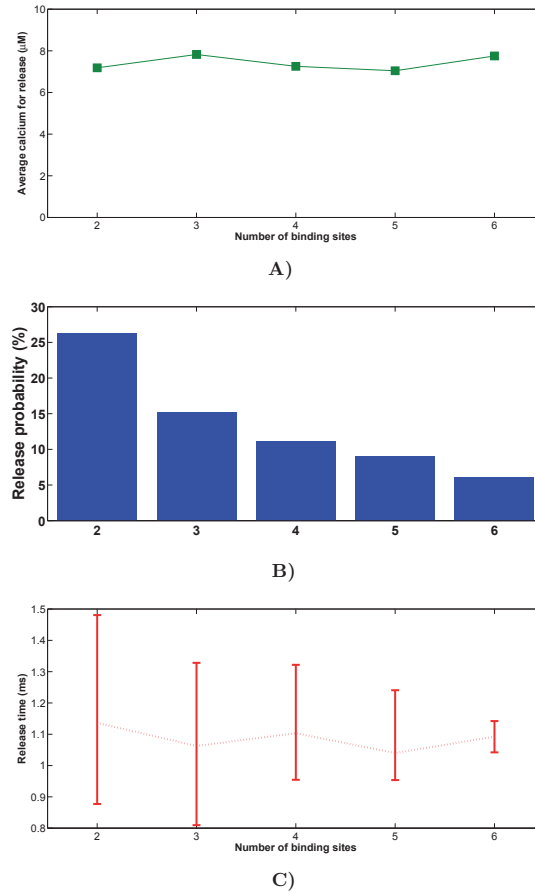 10
8
6
4
2
0
Average calcium for release (µM)
2 3 4 5 6
Number of binding sites
A)
30
25
20
15
10
5
0
Release probability (%)
2 3 4 5 6
B)
1.5
1.4
1.3
1.2
1.1
1
0.9
0.8
Release time (ms)
2 3 4 5 6
Number of binding sites
C)